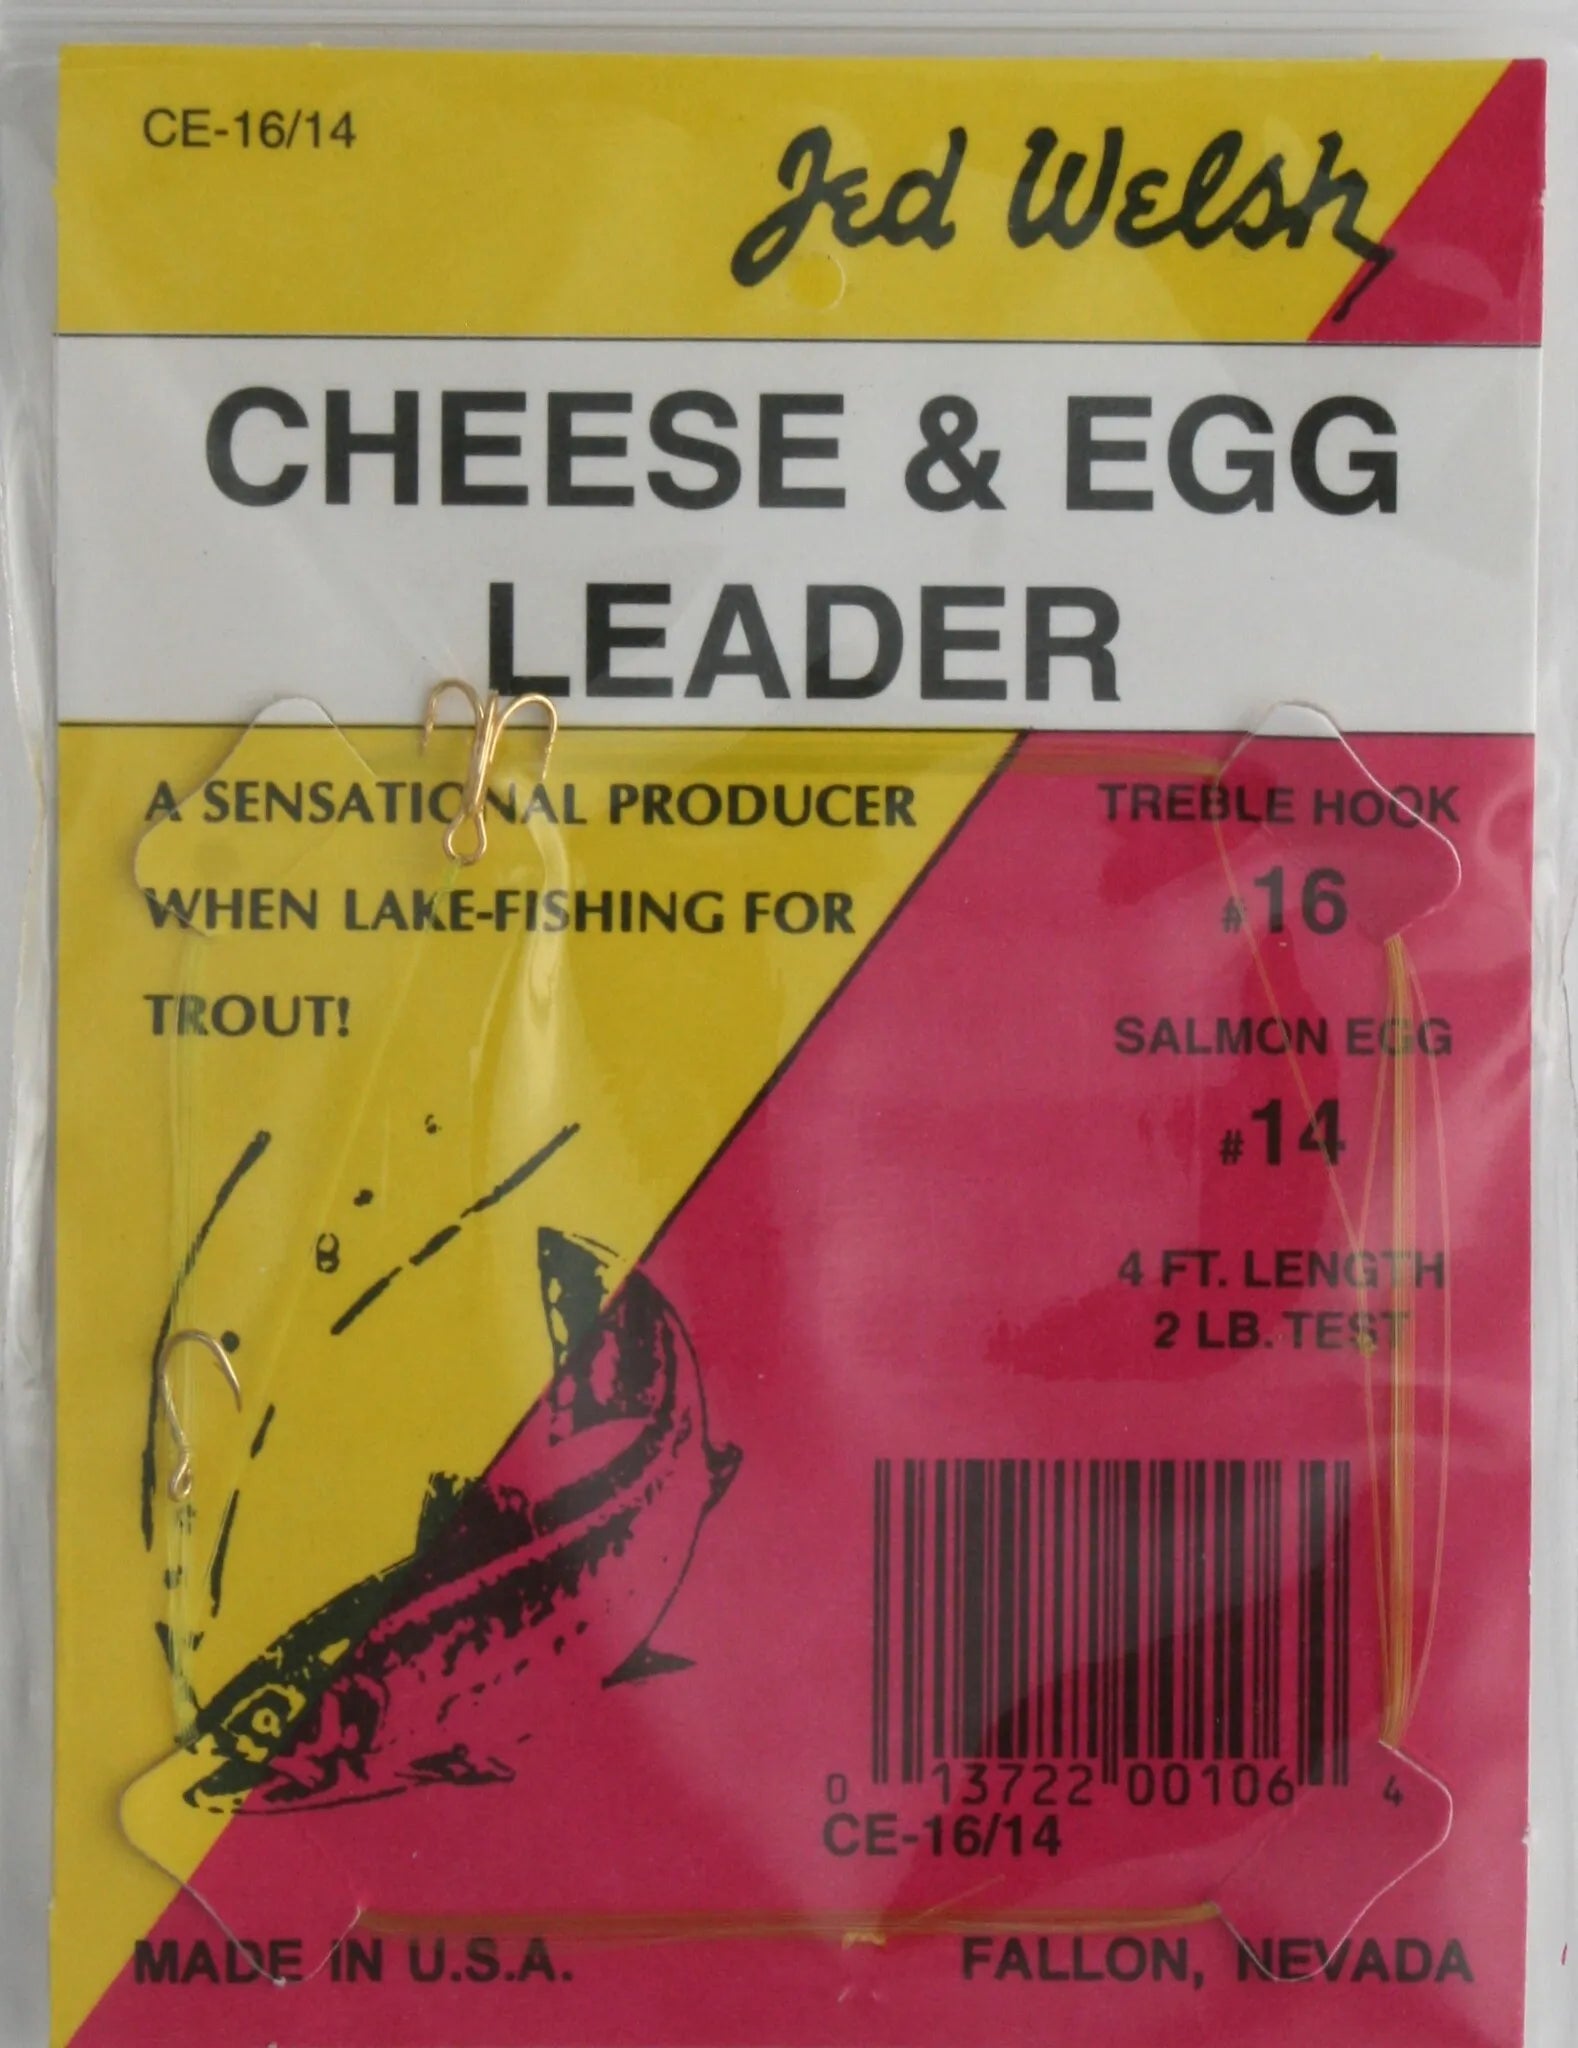 CE-16/14
Jed Welsh
CHEESE & EGG
LEADER
A SENSATIONAL PRODUCER
WHEN LAKE-FISHING FOR
TROUT!
TREBLE HOOK
#16
SALMON EGG
#14
4 FT. LENGTH
2 LB. TEST
0 13722 00106 4
CE-16/14
MADE IN U.S.A.
FALLON, NEVADA